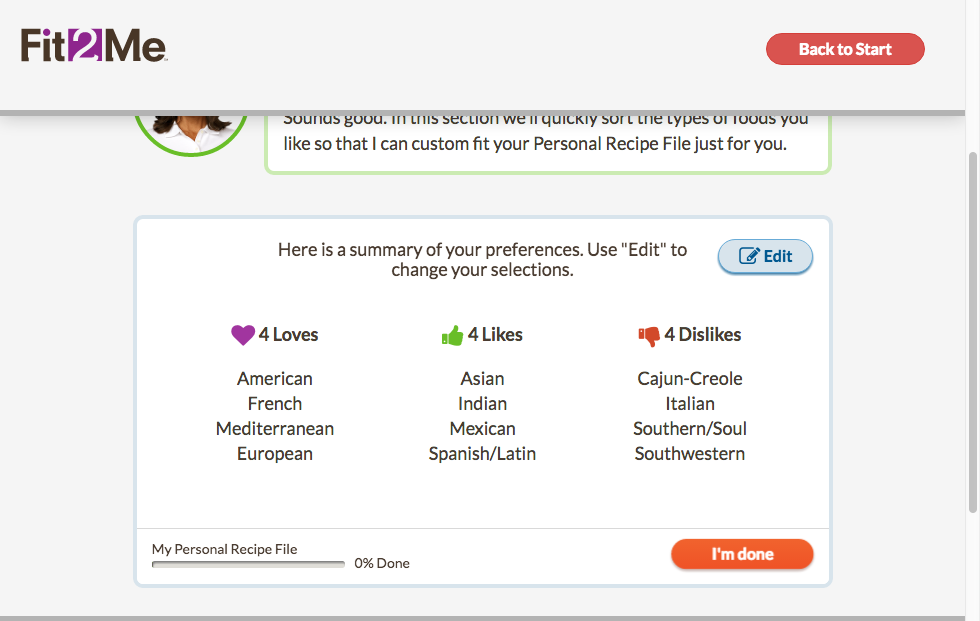 Fit2Me
Back to Start
Sounds good. In this section we'll quickly sort the types of foods you
like so that I can custom fit your Personal Recipe File just for you.
Here is a summary of your preferences. Use "Edit" to
change your selections.
Edit
4 Loves
American
French
Mediterranean
European
4 Likes
Asian
Indian
Mexican
Spanish/Latin
4 Dislikes
Cajun-Creole
Italian
Southern/Soul
Southwestern
My Personal Recipe File
0% Done
I'm done